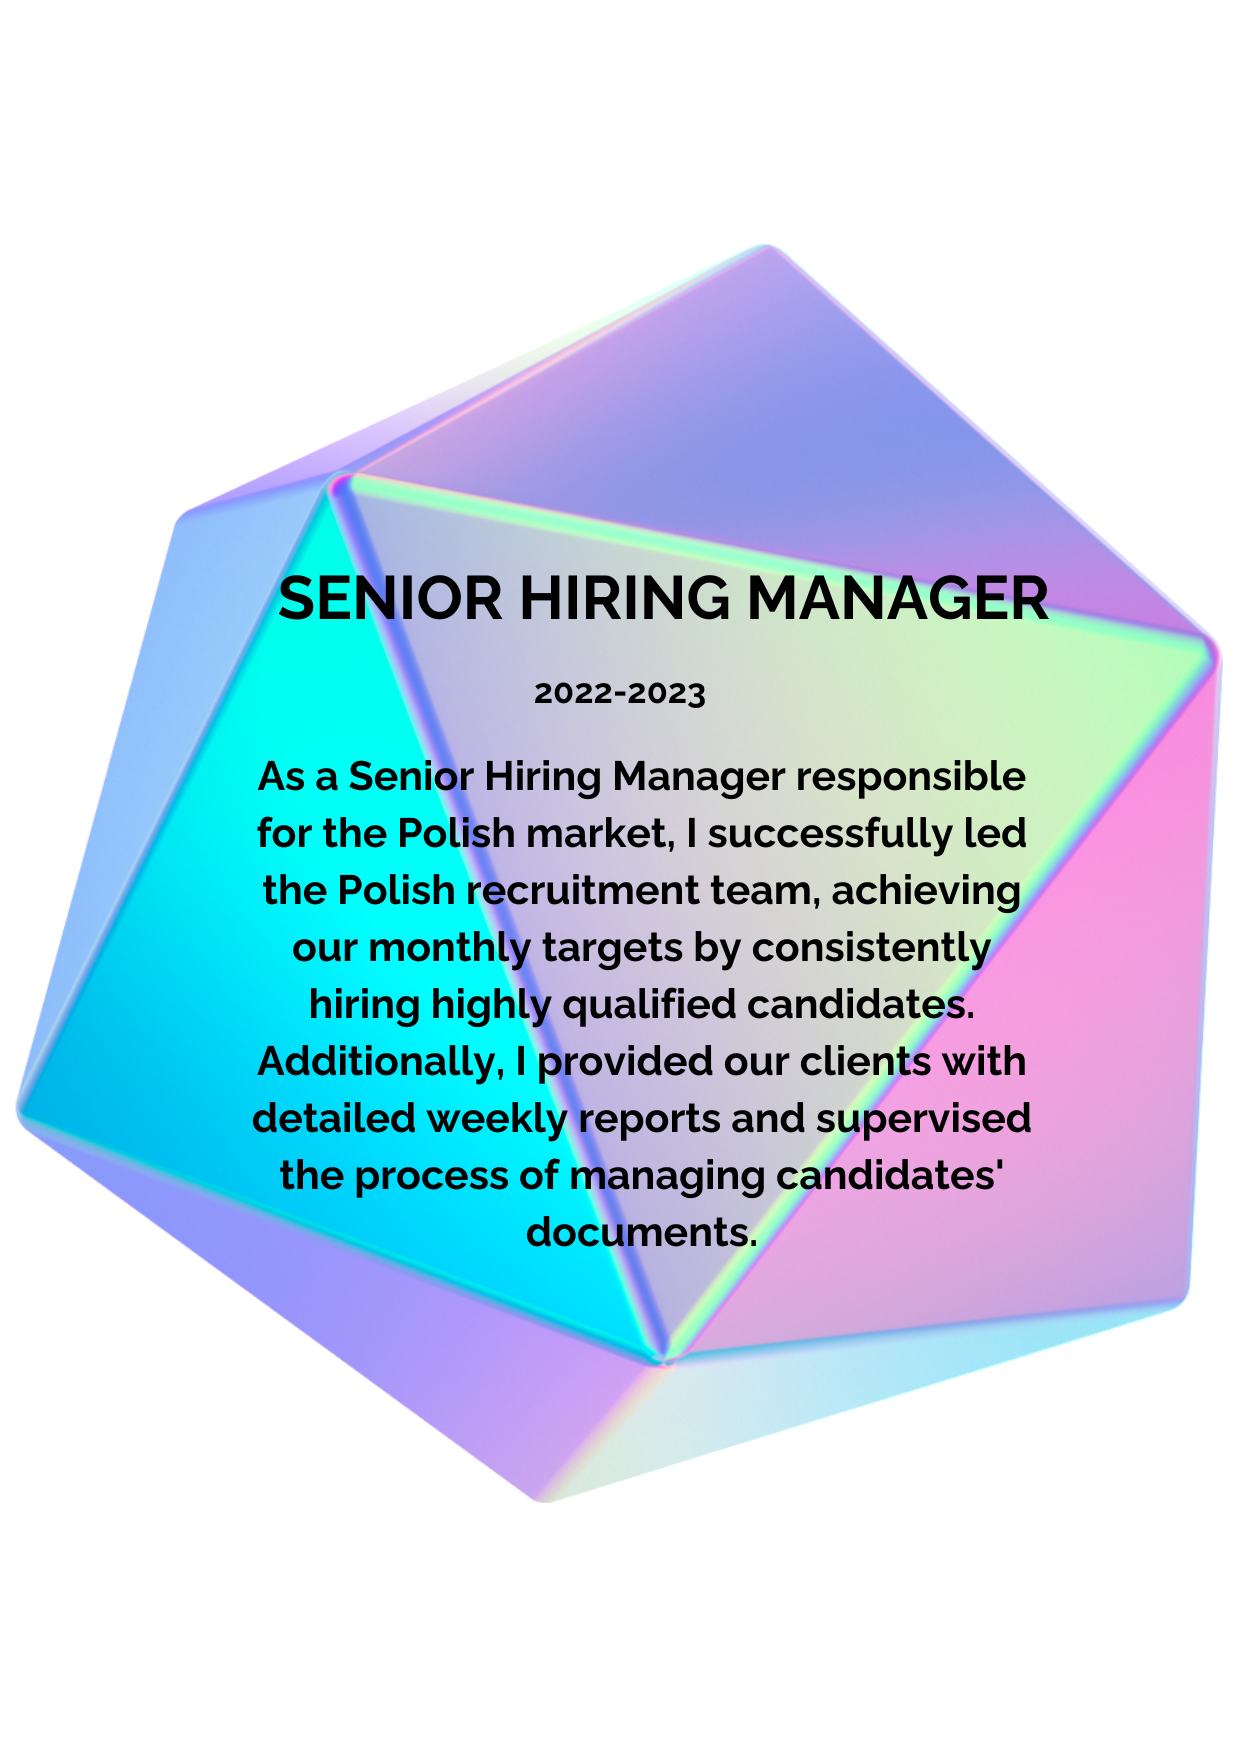 SENIOR HIRING MANAGER
2022-2023
As a Senior Hiring Manager responsible
for the Polish market, I successfully led
the Polish recruitment team, achieving
our monthly targets by consistently
hiring highly qualified candidates.
Additionally, I provided our clients with
detailed weekly reports and supervised
the process of managing candidates'
documents.